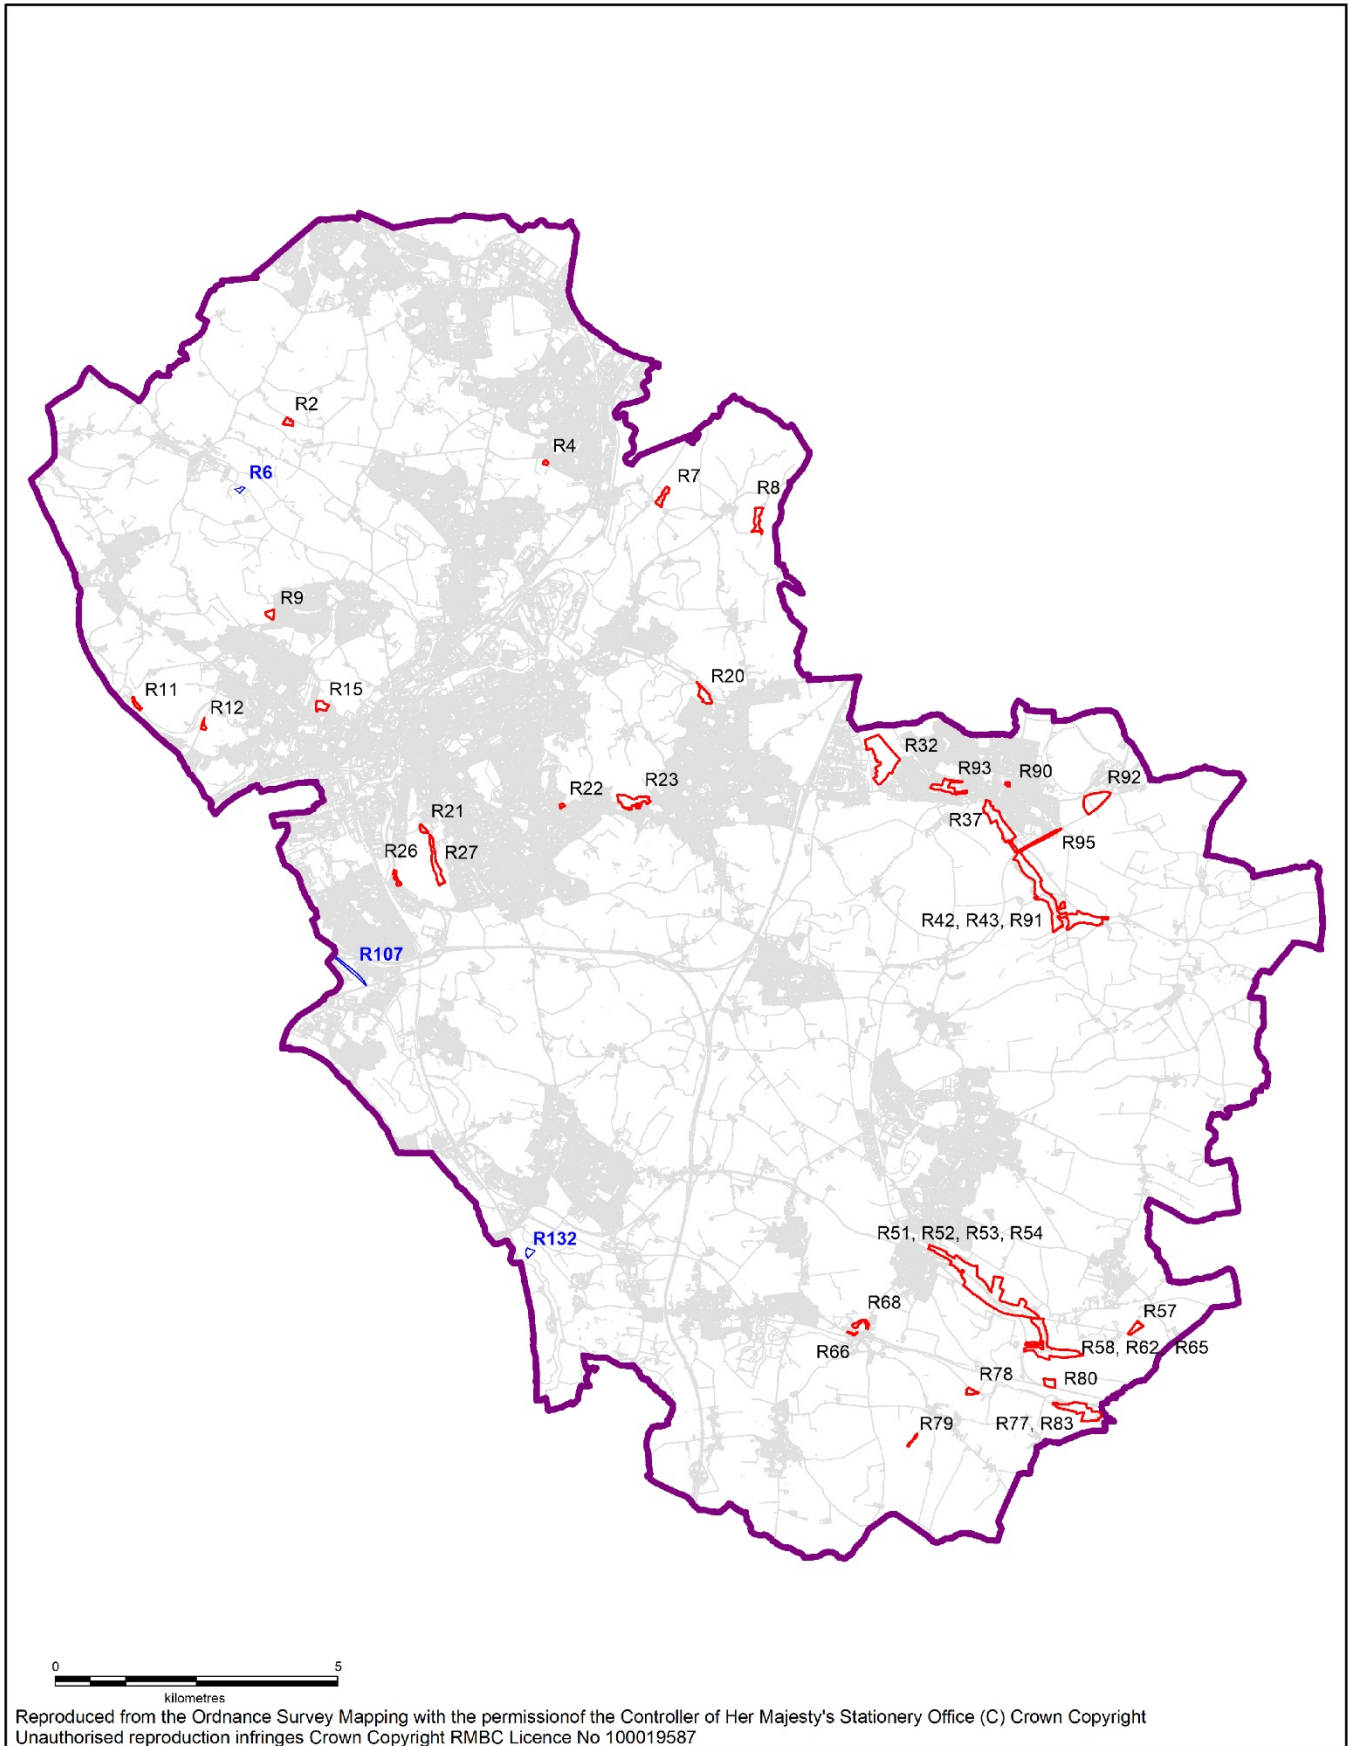 R2
R4
R6
R7
R8
R9
R11
R12
R15
R20
R32
R93
R90
R92
R22
R23
R21
R37
R95
R26
R27
R42, R43, R91
R107
R51, R52, R53, R54
R132
R68
R57
R66
R58, R62, R65
R78
R80
R79
R77, R83
0 5
kilometres
Reproduced from the Ordnance Survey Mapping with the permissionof the Controller of Her Majesty's Stationery Office (C) Crown Copyright
Unauthorised reproduction infringes Crown Copyright RMBC Licence No 100019587